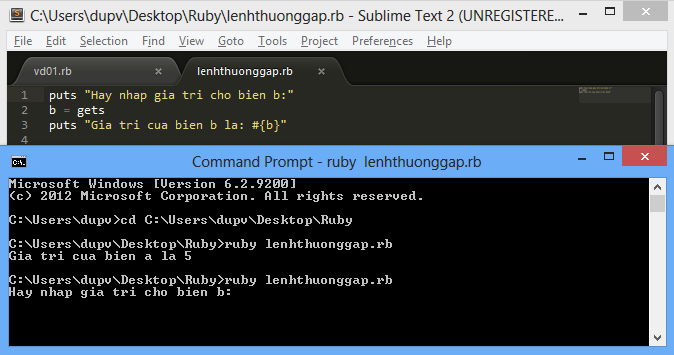 C:\Users\dupv\Desktop\Ruby\lenhthuonggap.rb - Sublime Text 2 (UNREGISTERE...
File Edit Selection Find View Goto Tools Project Preferences Help
vd01.rb lenhthuonggap.rb
1 puts "Hay nhap gia tri cho bien b:"
2 b = gets
3 puts "Gia tri cua bien b la: #{b}"
4
C:\. Command Prompt - ruby lenhthuonggap.rb
Microsoft Windows [Version 6.2.9200]
(c) 2012 Microsoft Corporation. All rights reserved.
C:\Users\dupv>cd C:\Users\dupv\Desktop\Ruby
C:\Users\dupv\Desktop\Ruby>ruby lenhthuonggap.rb
Gia tri cua bien a la 5
C:\Users\dupv\Desktop\Ruby>ruby lenhthuonggap.rb
Hay nhap gia tri cho bien b: